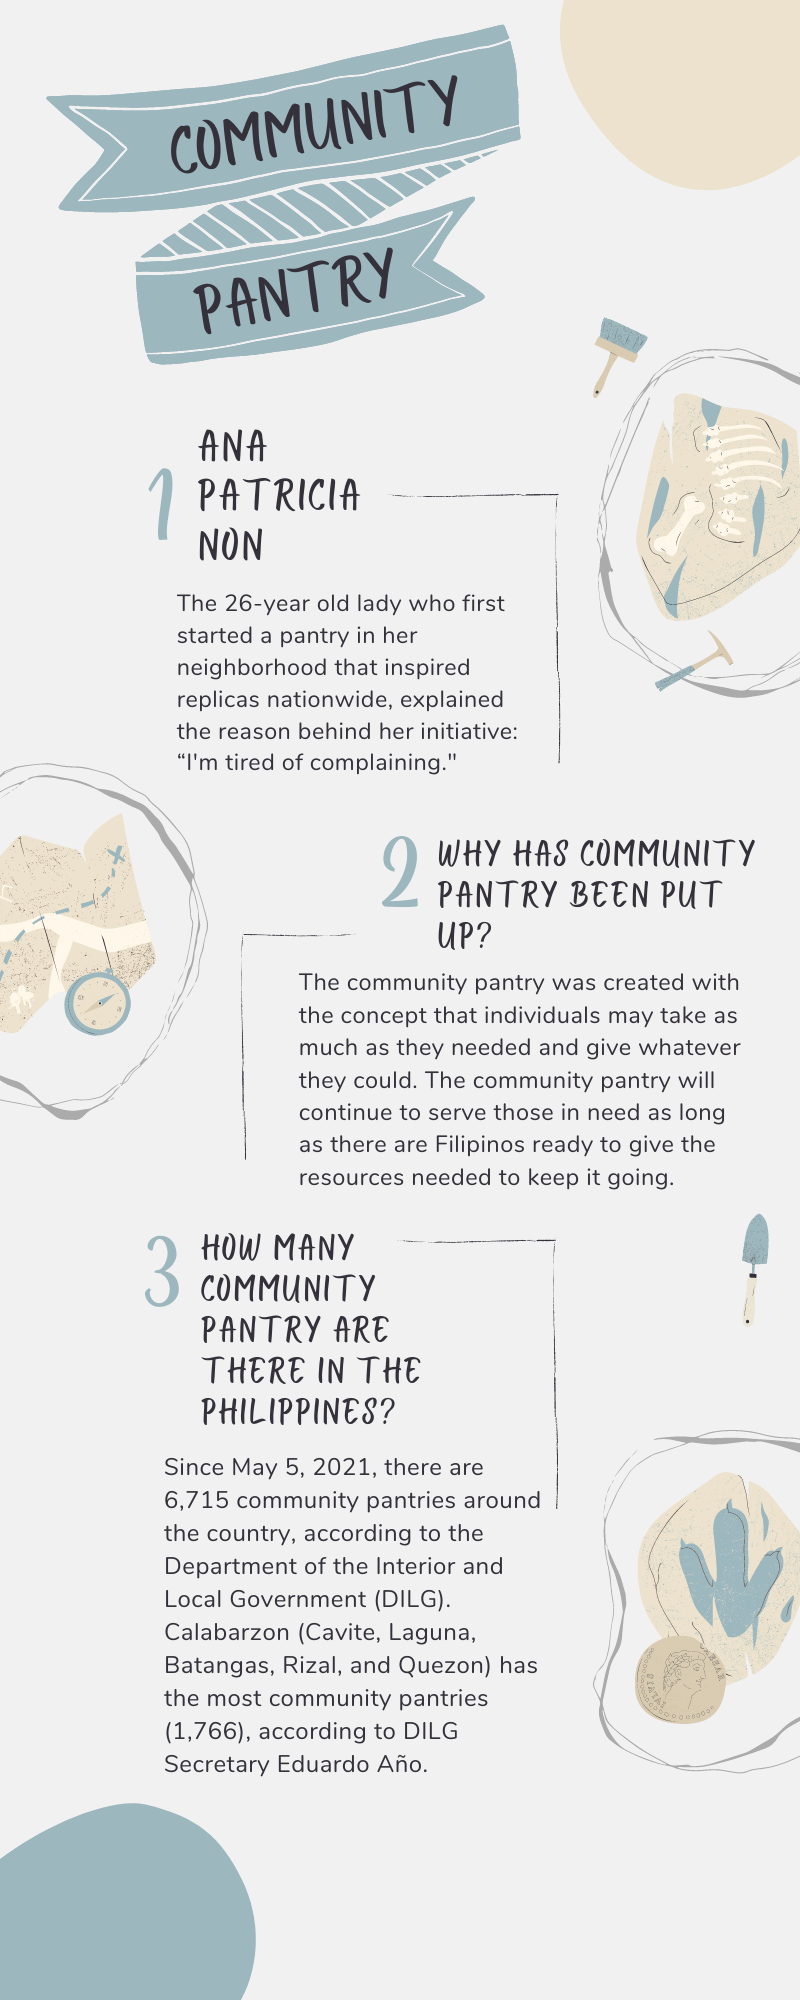 COMMUNITY
PANTRY
1
ANA
PATRICIA
NON
The 26-year old lady who first
started a pantry in her
neighborhood that inspired
replicas nationwide, explained
the reason behind her initiative:
“I'm tired of complaining."
2
WHY HAS COMMUNITY
PANTRY BEEN PUT
UP?
The community pantry was created with
the concept that individuals may take as
much as they needed and give whatever
they could. The community pantry will
continue to serve those in need as long
as there are Filipinos ready to give the
resources needed to keep it going.
3
HOW MANY
COMMUNITY
PANTRY ARE
THERE IN THE
PHILIPPINES?
Since May 5, 2021, there are
6,715 community pantries around
the country, according to the
Department of the Interior and
Local Government (DILG).
Calabarzon (Cavite, Laguna,
Batangas, Rizal, and Quezon) has
the most community pantries
(1,766), according to DILG
Secretary Eduardo Año.